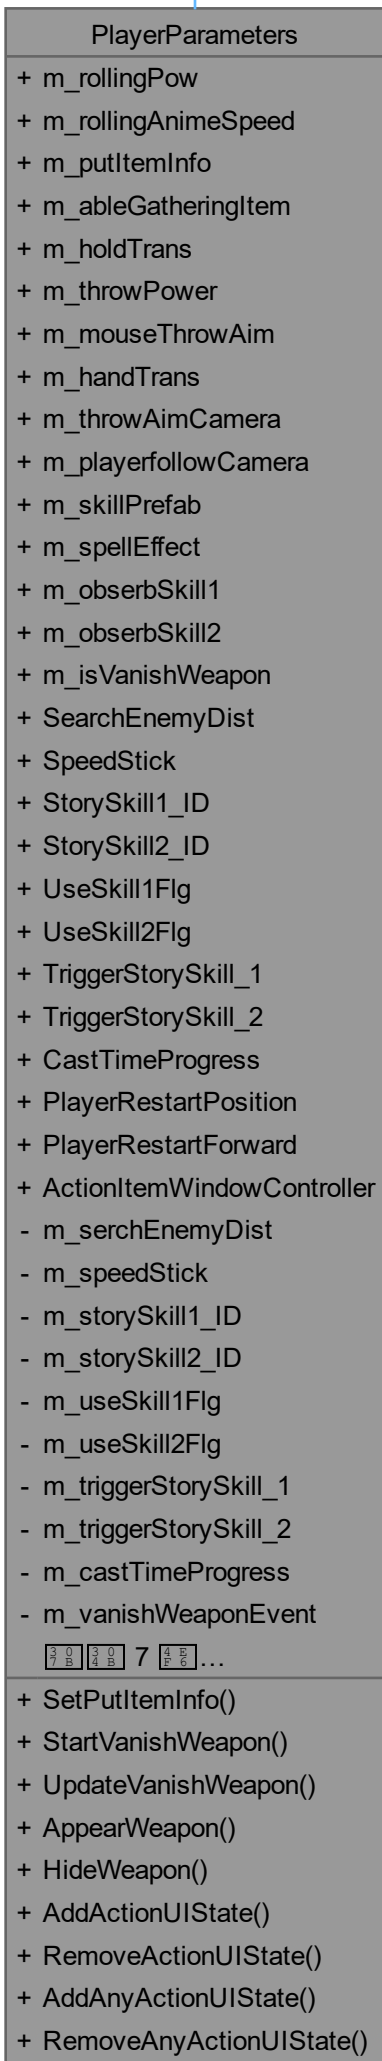 PlayerParameters
+ m_rollingPow
+ m_rollingAnimeSpeed
+ m_putItemInfo
+ m_ableGatheringItem
+ m_holdTrans
+ m_throwPower
+ m_mouseThrowAim
+ m_handTrans
+ m_throwAimCamera
+ m_playerfollowCamera
+ m_skillPrefab
+ m_spellEffect
+ m_obserbSkill1
+ m_obserbSkill2
+ m_isVanishWeapon
+ SearchEnemyDist
+ SpeedStick
+ StorySkill1_ID
+ StorySkill2_ID
+ UseSkill1Flg
+ UseSkill2Flg
+ TriggerStorySkill_1
+ TriggerStorySkill_2
+ CastTimeProgress
+ PlayerRestartPosition
+ PlayerRestartForward
+ ActionItemWindowController
- m_serchEnemyDist
- m_speedStick
- m_storySkill1_ID
- m_storySkill2_ID
- m_useSkill1Flg
- m_useSkill2Flg
- m_triggerStorySkill_1
- m_triggerStorySkill_2
- m_castTimeProgress
- m_vanishWeaponEvent
7 ...
+ SetPutItemInfo()
+ StartVanishWeapon()
+ UpdateVanishWeapon()
+ AppearWeapon()
+ HideWeapon()
+ AddActionUIState()
+ RemoveActionUIState()
+ AddAnyActionUIState()
+ RemoveAnyActionUIState()